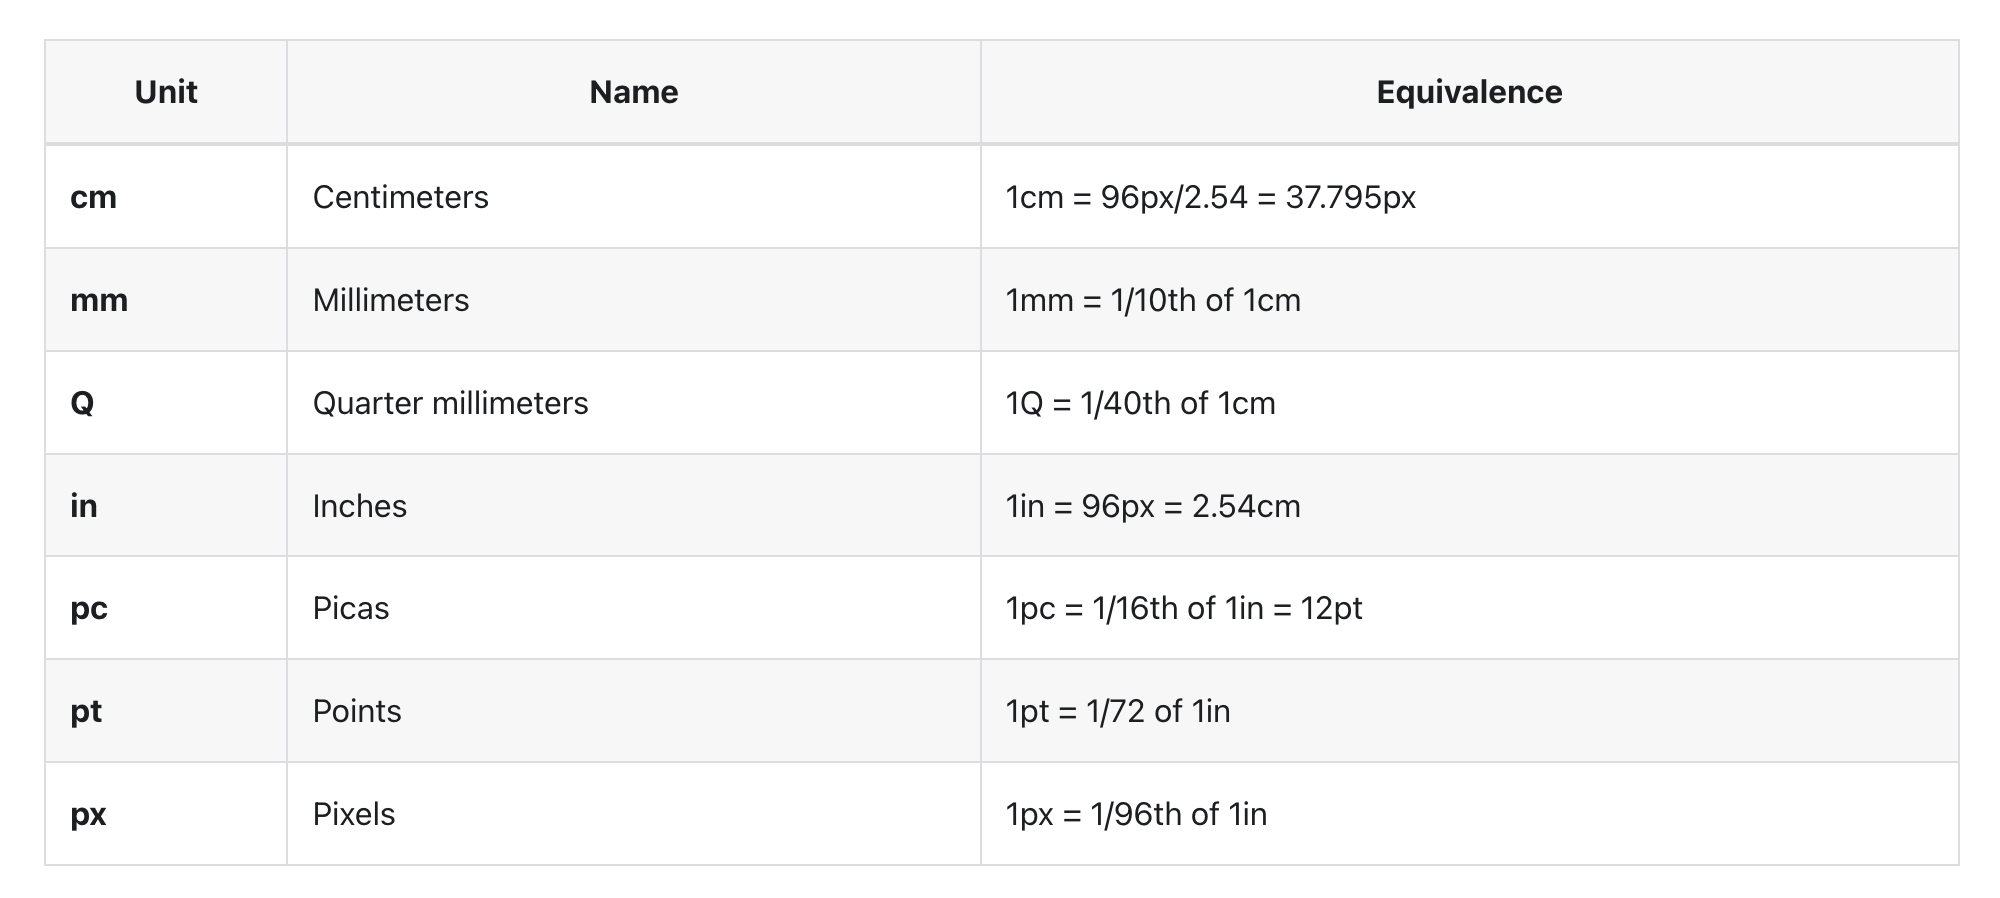 Unit Name Equivalence
cm Centimeters 1cm = 96px/2.54 = 37.795px
mm Millimeters 1mm = 1/10th of 1cm
Q Quarter millimeters 1Q = 1/40th of 1cm
in Inches 1in = 96px = 2.54cm
pc Picas 1pc = 1/16th of 1in = 12pt
pt Points 1pt = 1/72 of 1in
px Pixels 1px = 1/96th of 1in